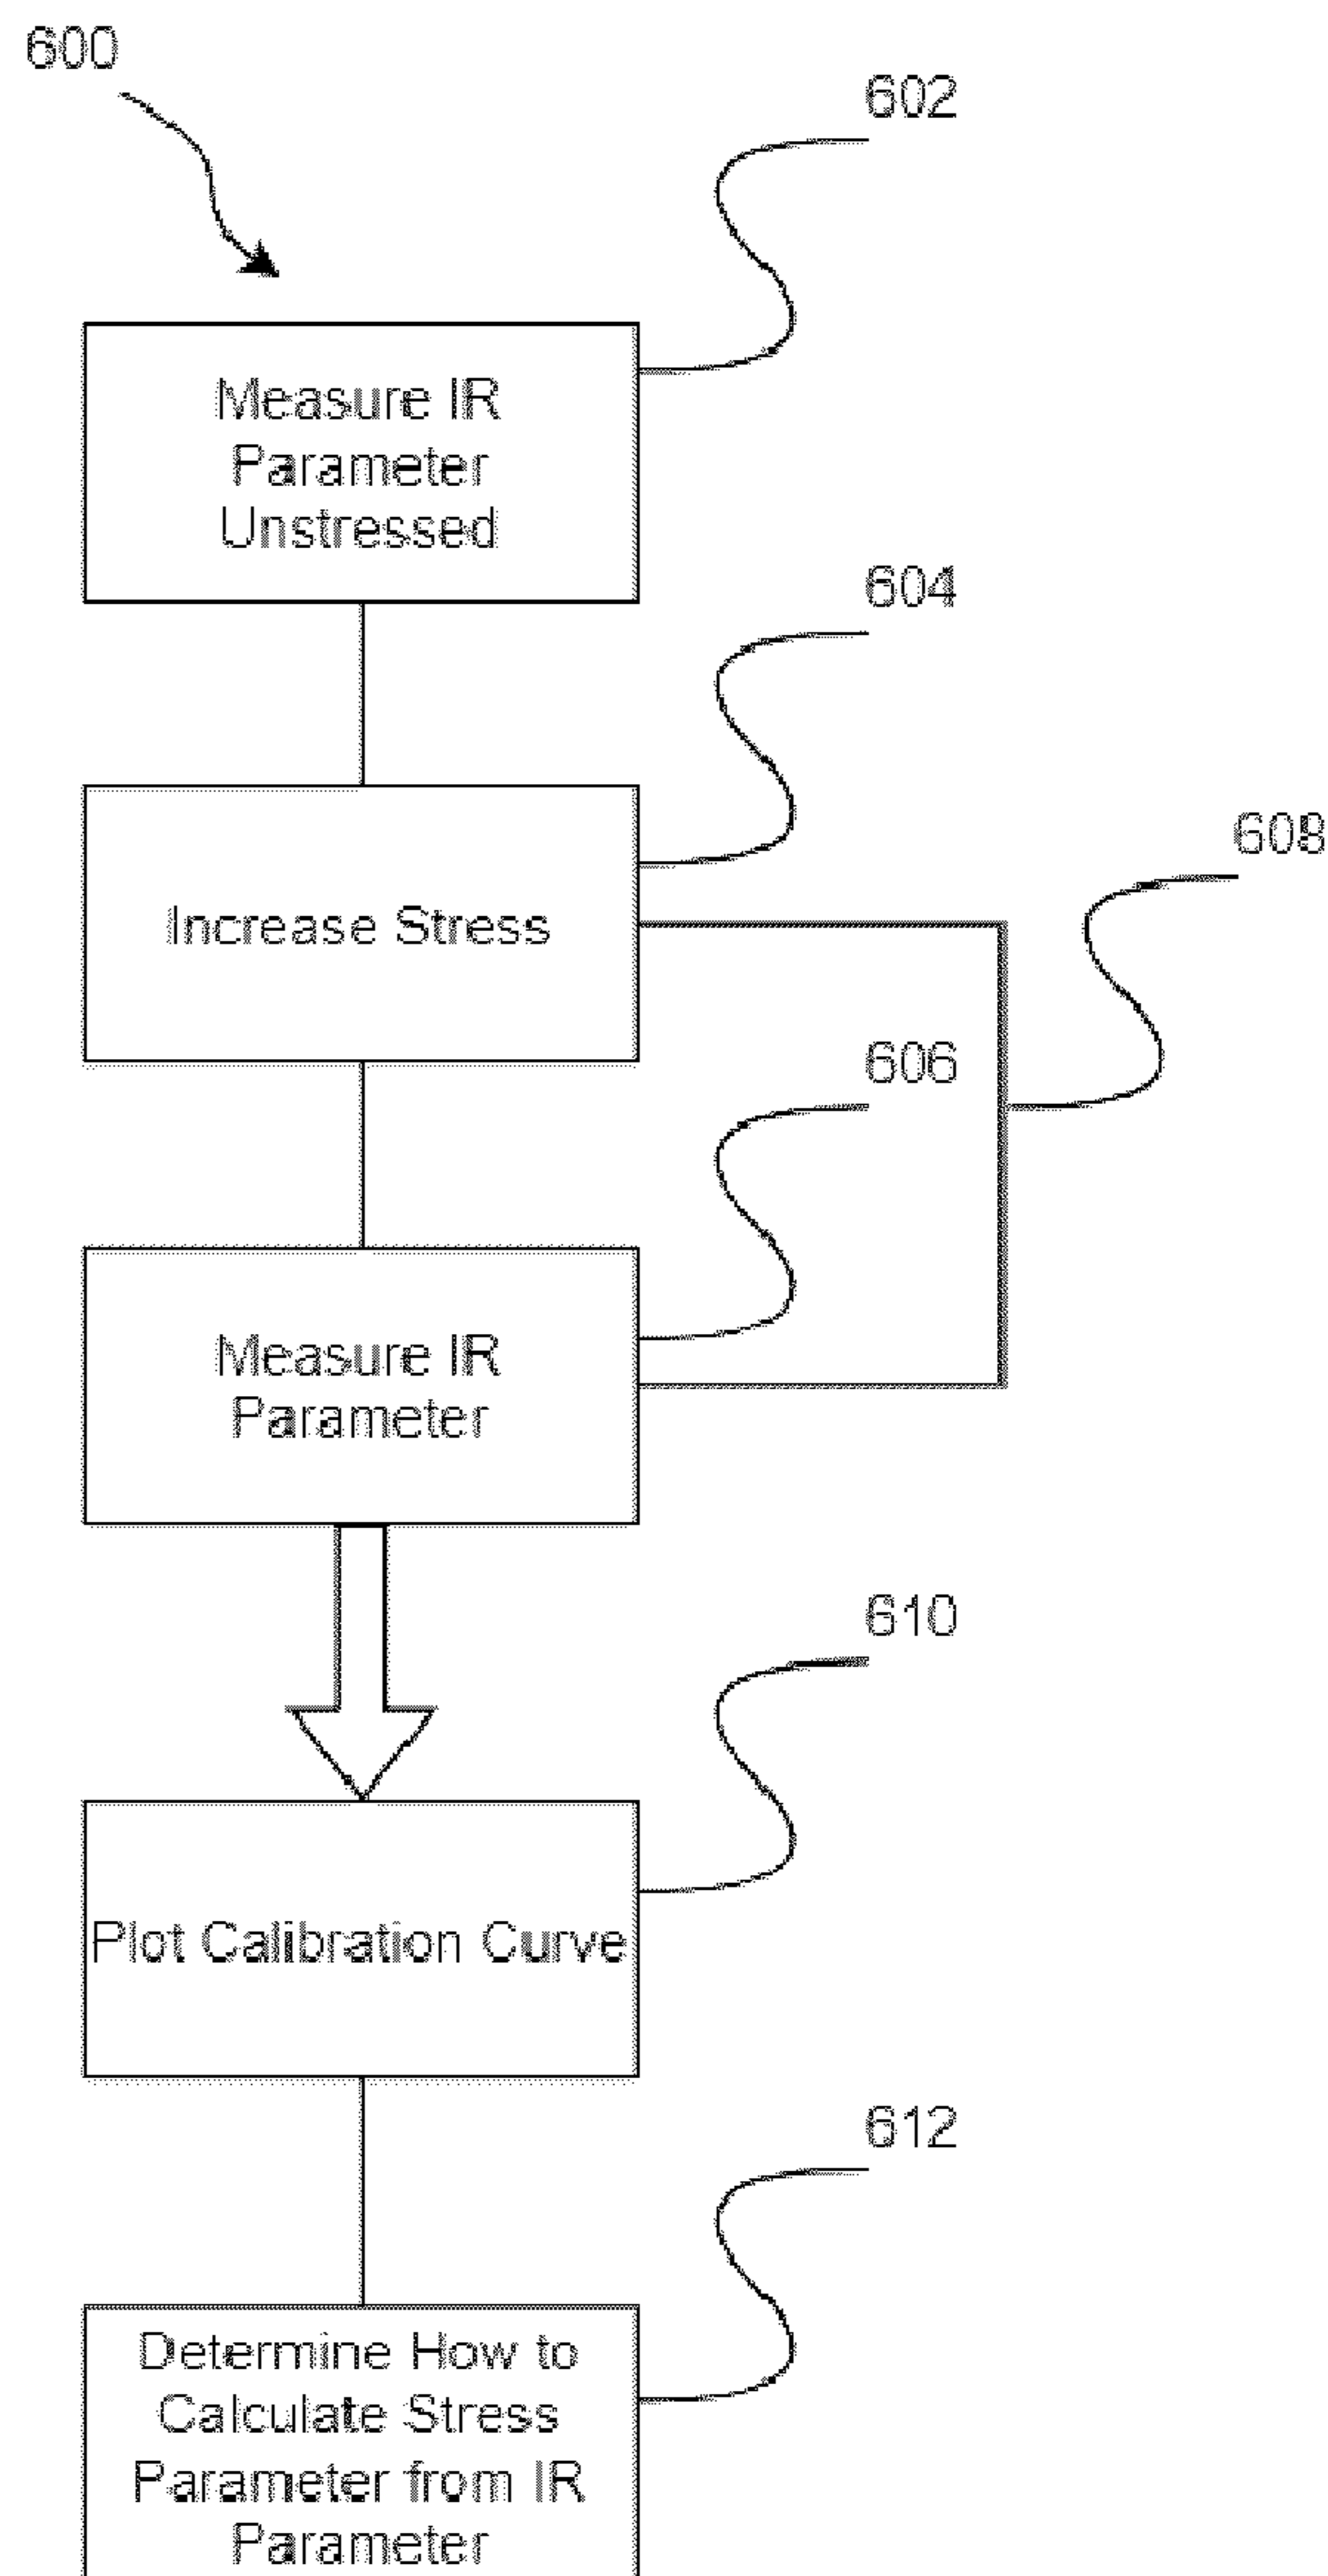 600
602
Measure IR
Parameter
Unstressed
604
Increase Stress
608
606
Measure IR
Parameter
610
Plot Calibration Curve
612
Determine How to
Calculate Stress
Parameter from IR
Parameter